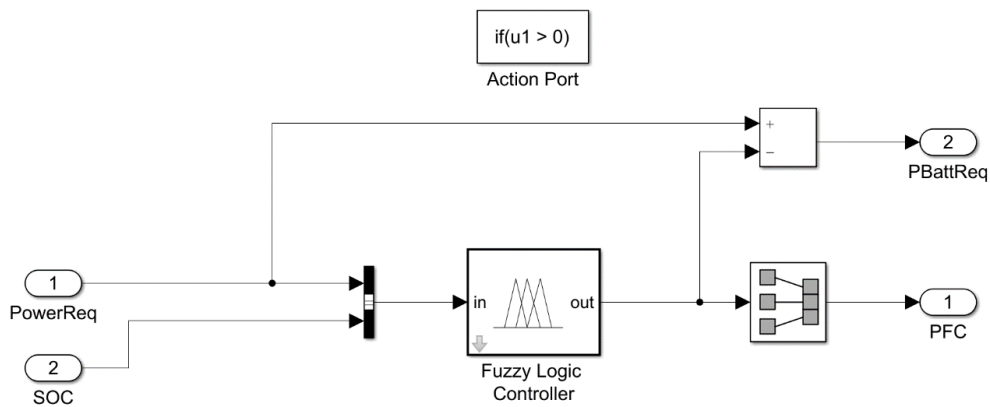 if(u1 > 0)
Action Port
+
−
2
PBattReq
1
PowerReq
in
out
1
PFC
2
SOC
Fuzzy Logic
Controller